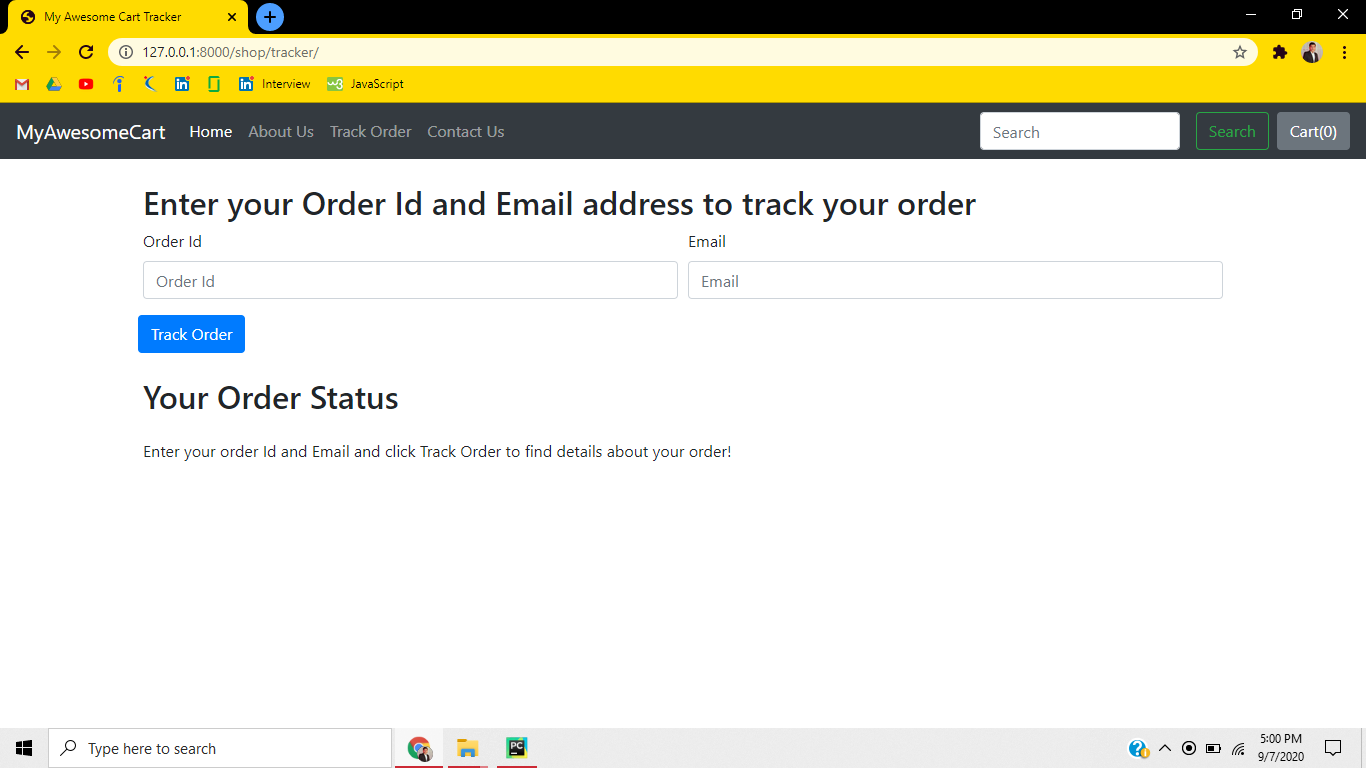 My Awesome Cart Tracker
127.0.0.1:8000/shop/tracker/
Interview
JavaScript
MyAwesomeCart Home About Us Track Order Contact Us Search Search Cart(0)
Enter your Order Id and Email address to track your order
Order Id Email
Order Id Email
Track Order
Your Order Status
Enter your order Id and Email and click Track Order to find details about your order!
Type here to search
5:00 PM
9/7/2020